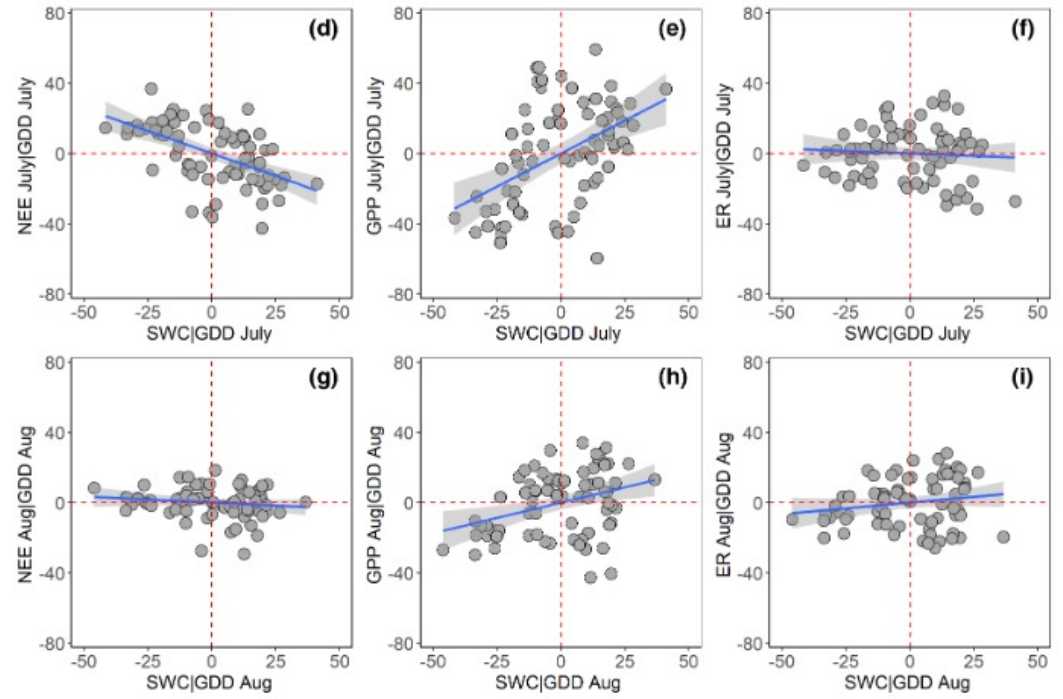 (d)
NEE July|GDD July
80
40
0
-40
-80
-50 -25 0 25 50
SWC|GDD July
(e)
GPP July|GDD July
-50 -25 0 25 50
SWC|GDD July
(f)
ER July|GDD July
80
40
0
-40
-80
-50 -25 0 25 50
SWC|GDD July
(g)
NEE Aug|GDD Aug
80
40
0
-40
-80
-50 -25 0 25 50
SWC|GDD Aug
(h)
GPP Aug|GDD Aug
80
40
0
-40
-80
-50 -25 0 25 50
SWC|GDD Aug
(i)
ER Aug|GDD Aug
80
40
0
-40
-80
-50 -25 0 25 50
SWC|GDD Aug